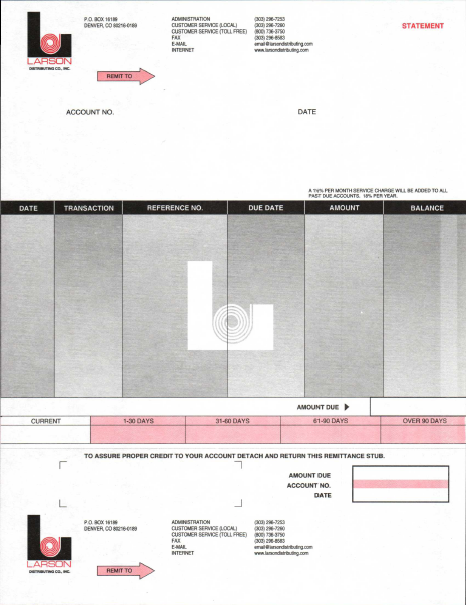 P.O. BOX 16189
DENVER, CO 80216-0189
ADMINISTRATION (303) 296-7253
CUSTOMER SERVICE (LOCAL) (303) 296-7260
CUSTOMER SERVICE (TOLL FREE) (800) 736-3750
FAX (303) 296-8583
E-MAIL email@larsondistributing.com
INTERNET www.larsondistributing.com
STATEMENT
LARSON
DISTRIBUTING CO., INC.
REMIT TO
ACCOUNT NO. DATE
A 1½% PER MONTH SERVICE CHARGE WILL BE ADDED TO ALL
PAST DUE ACCOUNTS. 18% PER YEAR.
DATE TRANSACTION REFERENCE NO. DUE DATE AMOUNT BALANCE
AMOUNT DUE
CURRENT 1-30 DAYS 31-60 DAYS 61-90 DAYS OVER 90 DAYS
TO ASSURE PROPER CREDIT TO YOUR ACCOUNT DETACH AND RETURN THIS REMITTANCE STUB.
AMOUNT DUE
ACCOUNT NO.
DATE
P.O. BOX 16189
DENVER, CO 80216-0189
ADMINISTRATION (303) 296-7253
CUSTOMER SERVICE (LOCAL) (303) 296-7260
CUSTOMER SERVICE (TOLL FREE) (800) 736-3750
FAX (303) 296-8583
E-MAIL email@larsondistributing.com
INTERNET www.larsondistributing.com
LARSON
DISTRIBUTING CO., INC.
REMIT TO